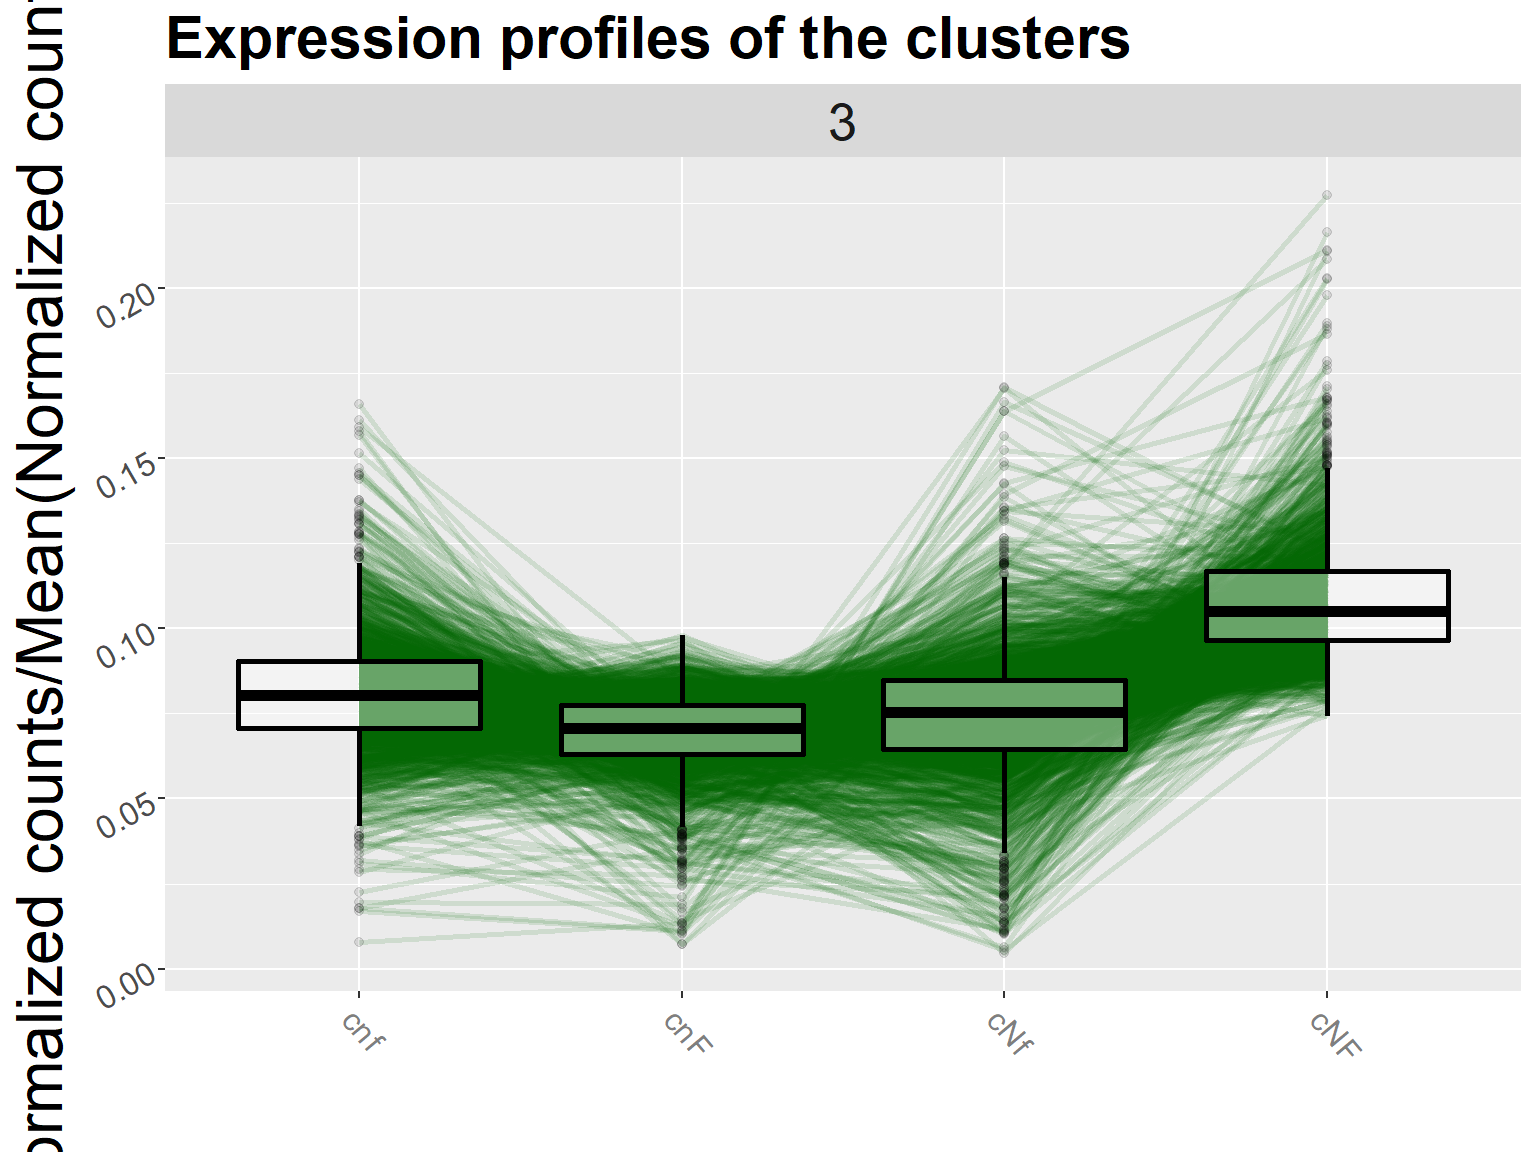 Expression profiles of the clusters
3
ormalized counts/Mean(Normalized coun
0.20
0.15
0.10
0.05
0.00
cnf
cnF
cNf
cNF